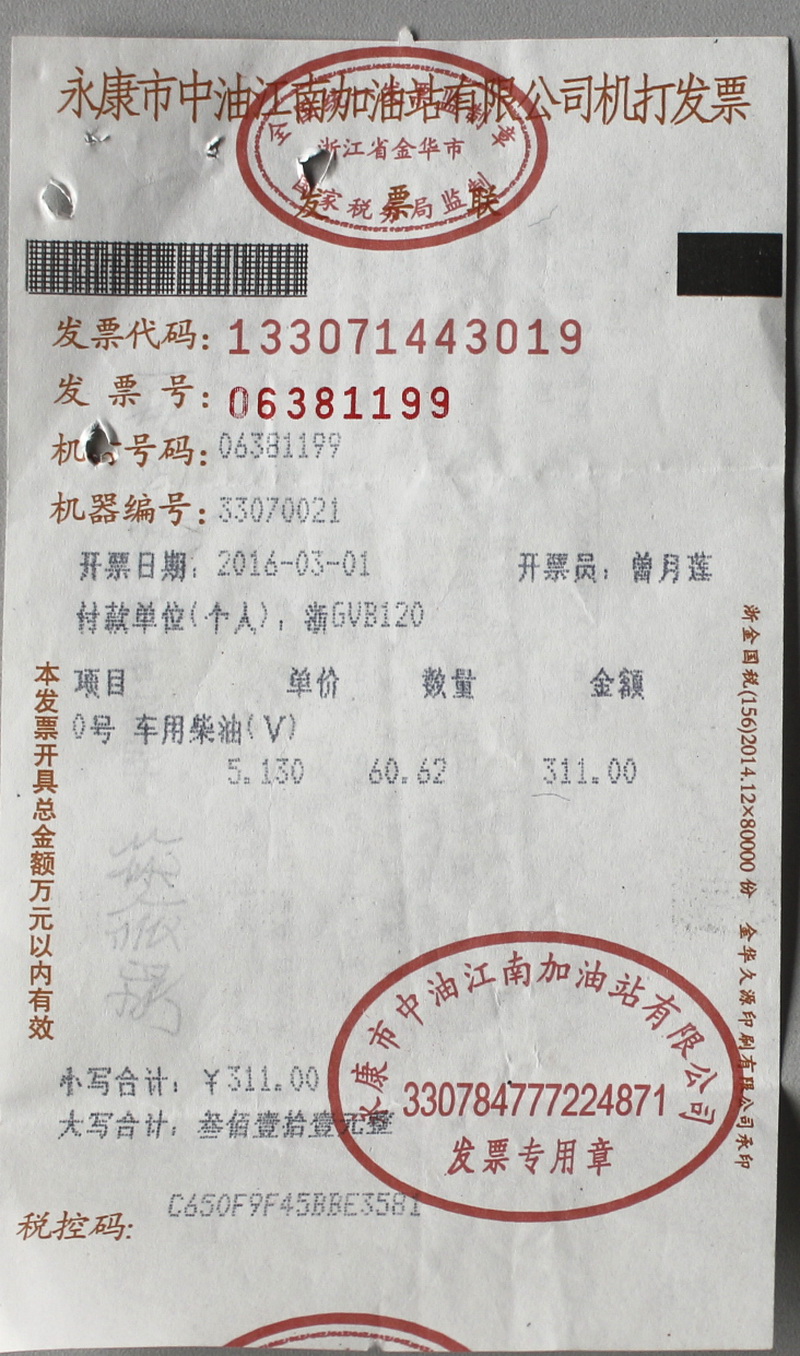 永康市中油江南加油站有限公司机打发票
浙江省金华市
国家税务局监制
发票联
发票代码：133071443019
发票号：06381199
机打号码：06381199
机器编号：33070021
开票日期：2016-03-01 开票员：曾月莲
付款单位(个人)：浙GVB120
项目 单价 数量 金额
0号 车用柴油(V)
5.130 60.62 311.00
本发票开具总金额万元以内有效
浙金国税(156)2014.12×80000份 金华久源印刷有限公司承印
小写合计：￥311.00
大写合计：叁佰壹拾壹元整
永康市中油江南加油站有限公司
330784777224871
发票专用章
税控码：C650F9F45BBE3581